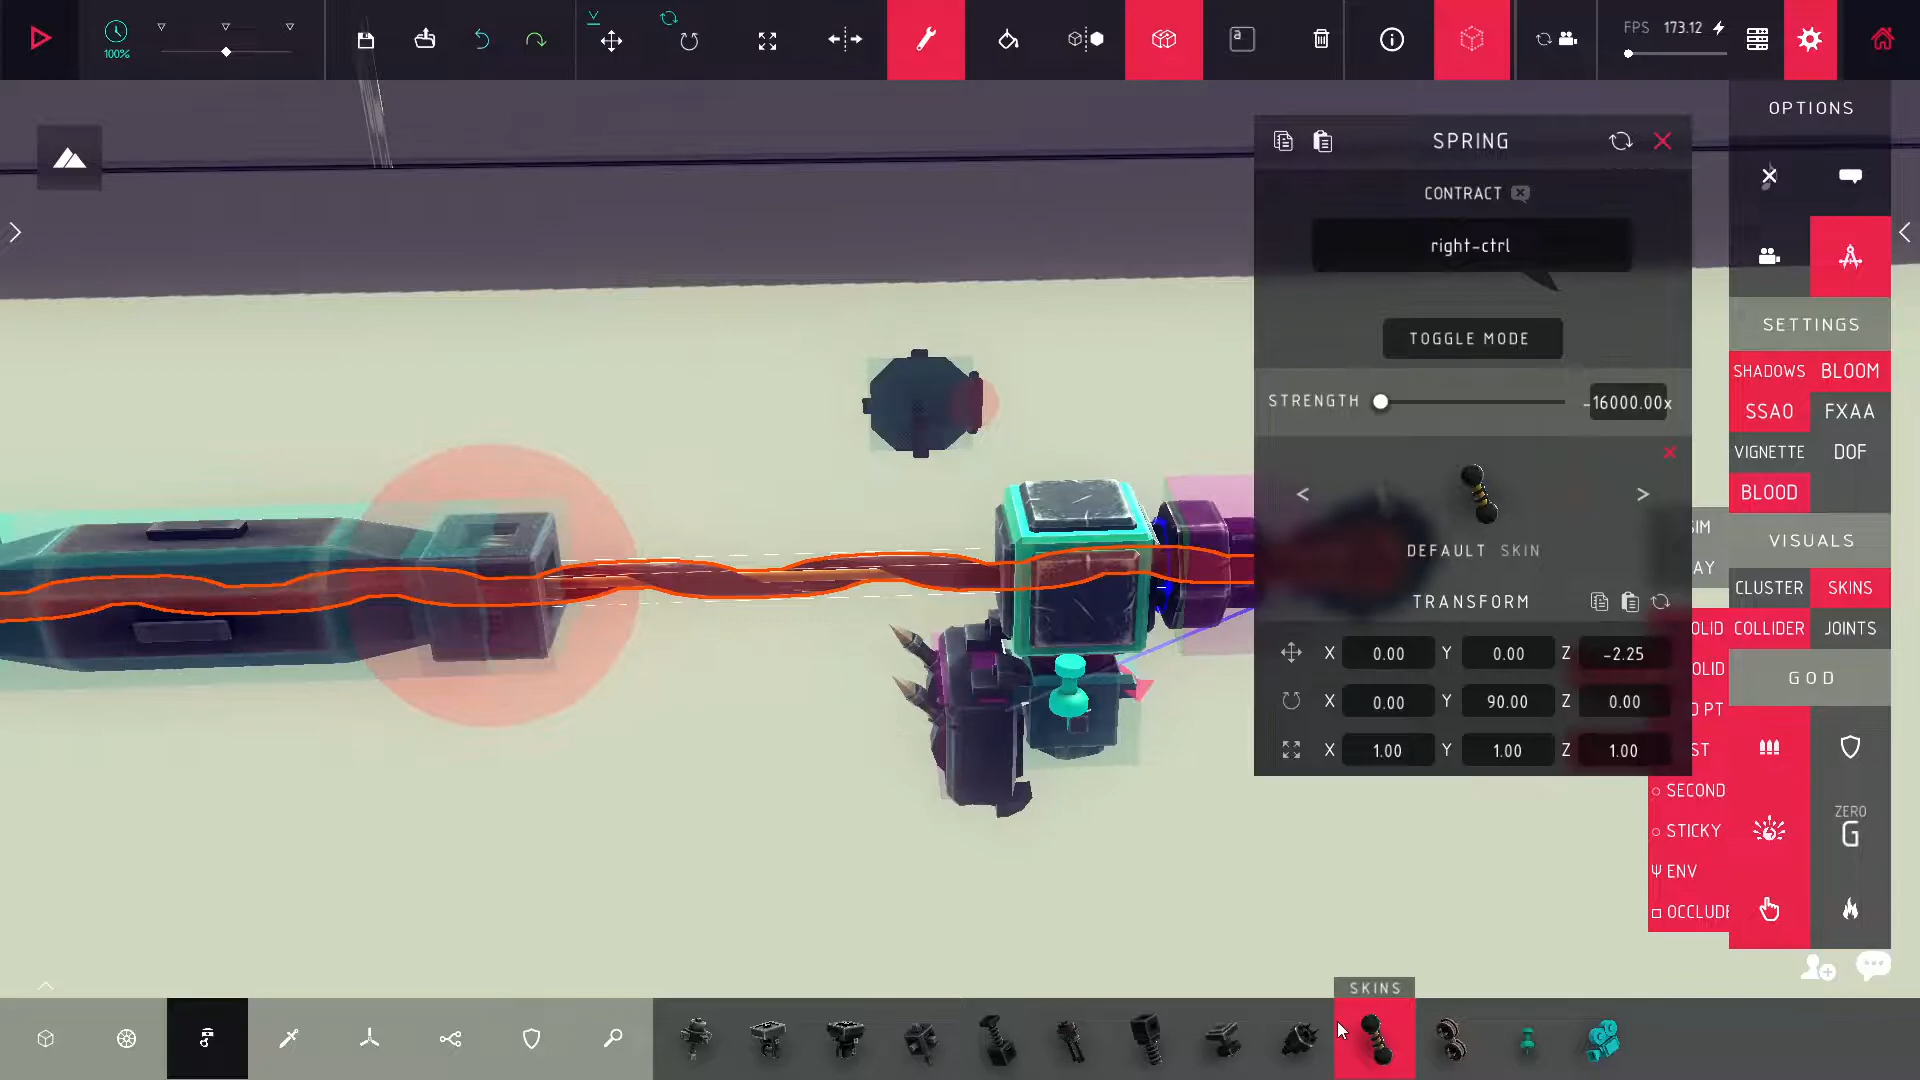 100%
FPS 173.12
a
OPTIONS
SPRING
CONTRACT
right-ctrl
TOGGLE MODE
STRENGTH -16000.00x
DEFAULT SKIN
TRANSFORM
X 0.00 Y 0.00 Z -2.25
X 0.00 Y 90.00 Z 0.00
X 1.00 Y 1.00 Z 1.00
SETTINGS
SHADOWS BLOOM
SSAO FXAA
VIGNETTE DOF
BLOOD
VISUALS
CLUSTER SKINS
COLLIDER JOINTS
GOD
SECOND
STICKY
ENV
OCCLUDE
ZERO
G
SKINS